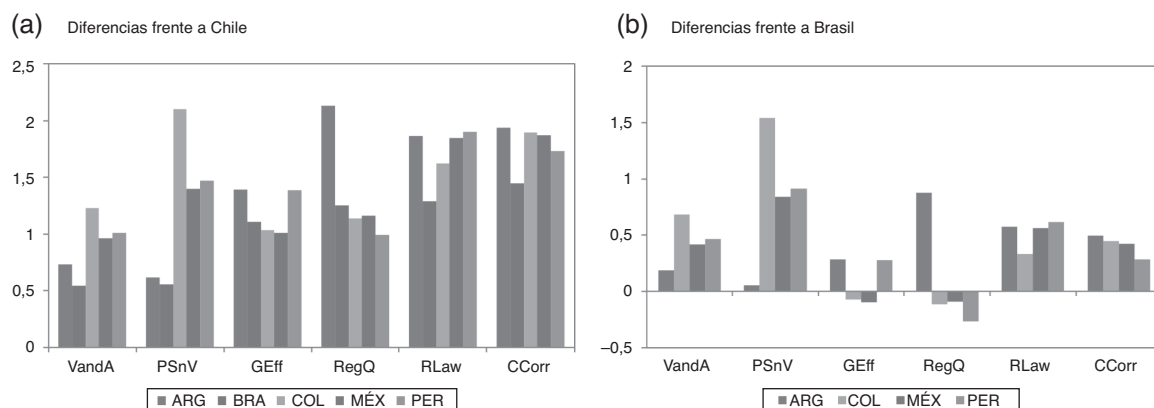 (a) Diferencias frente a Chile
2,5
2
1,5
1
0,5
0
VandA PSnV GEff RegQ RLaw CCorr
ARG BRA COL MÉX PER
(b) Diferencias frente a Brasil
2
1,5
1
0,5
0
–0,5
VandA PSnV GEff RegQ RLaw CCorr
ARG COL MÉX PER